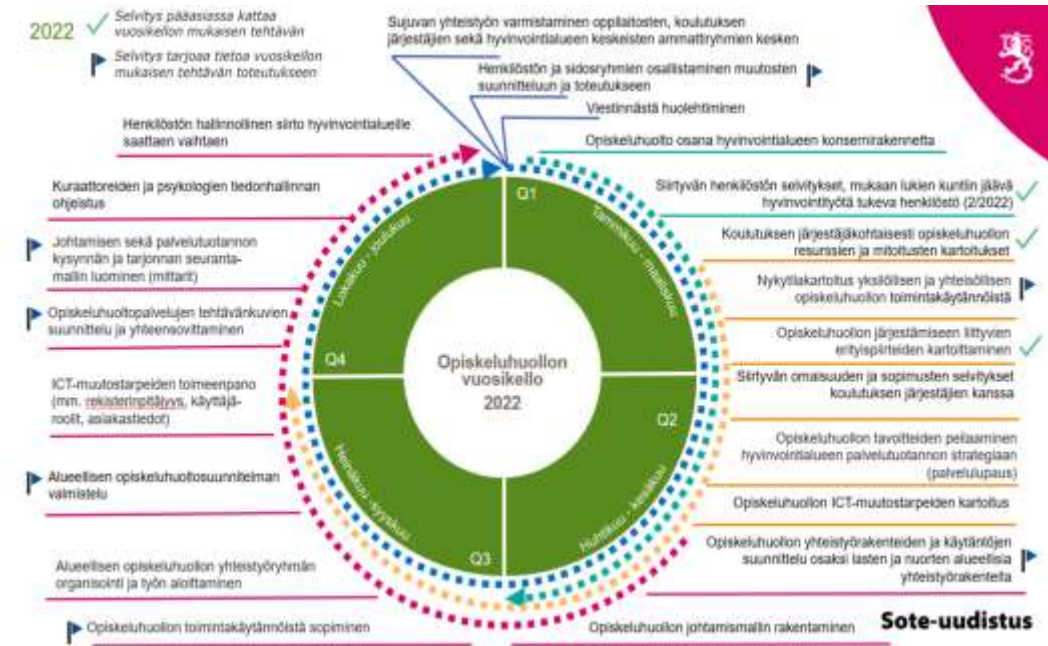 2022
Selvitys pääasiassa kattaa
vuosikellon mukaisen tehtävän
Selvitys tarjoaa tietoa vuosikellon
mukaisen tehtävän toteutukseen
Sujuvan yhteistyön varmistaminen oppilaitosten, koulutuksen
järjestäjien sekä hyvinvointialueen keskeisten ammattiryhmien kesken
Henkilöstön ja sidosryhmien osallistaminen muutosten
suunnitteluun ja toteutukseen
Viestinnästä huolehtiminen
Opiskeluhuolto osana hyvinvointialueen konsernirakennetta
Siirtyvän henkilöstön selvitykset, mukaan lukien kuntiin jäävä
hyvinvointityötä tukeva henkilöstö (2/2022)
Koulutuksen järjestäjäkohtaisesti opiskeluhuollon
resurssien ja mitoitusten kartoitukset
Nykytilakartoitus yksilöllisen ja yhteisöllisen
opiskeluhuollon toimintakäytännöistä
Opiskeluhuollon järjestämiseen liittyvien
erityispiirteiden kartoittaminen
Siirtyvän omaisuuden ja sopimusten selvitykset
koulutuksen järjestäjien kanssa
Opiskeluhuollon tavoitteiden peilaaminen
hyvinvointialueen palvelutuotannon strategiaan
(palvelulupaus)
Opiskeluhuollon ICT-muutostarpeiden kartoitus
Opiskeluhuollon yhteistyörakenteiden ja käytäntöjen
suunnittelu osaksi lasten ja nuorten alueellisia
yhteistyörakenteita
Opiskeluhuollon johtamismallin rakentaminen
Opiskeluhuollon toimintakäytännöistä sopiminen
Alueellisen opiskeluhuollon yhteistyöryhmän
organisointi ja työn aloittaminen
Alueellisen opiskeluhuoltosuunnitelman
valmistelu
ICT-muutostarpeiden toimeenpano
(mm. rekisterinpitäjyys, käyttäjä-
roolit, asiakastiedot)
Opiskeluhuoltopalvelujen tehtävänkuvien
suunnittelu ja yhteensovittaminen
Johtamisen sekä palvelutuotannon
kysynnän ja tarjonnan seuranta-
mallin luominen (mittarit)
Kuraattoreiden ja psykologien tiedonhallinnan
ohjeistus
Henkilöstön hallinnollinen siirto hyvinvointialueille
saattaen vaihtaen
Q1
Tammikuu - maaliskuu
Q2
Huhtikuu - kesäkuu
Q3
Heinäkuu - syyskuu
Q4
Lokakuu - joulukuu
Opiskeluhuollon
vuosikello
2022
Sote-uudistus